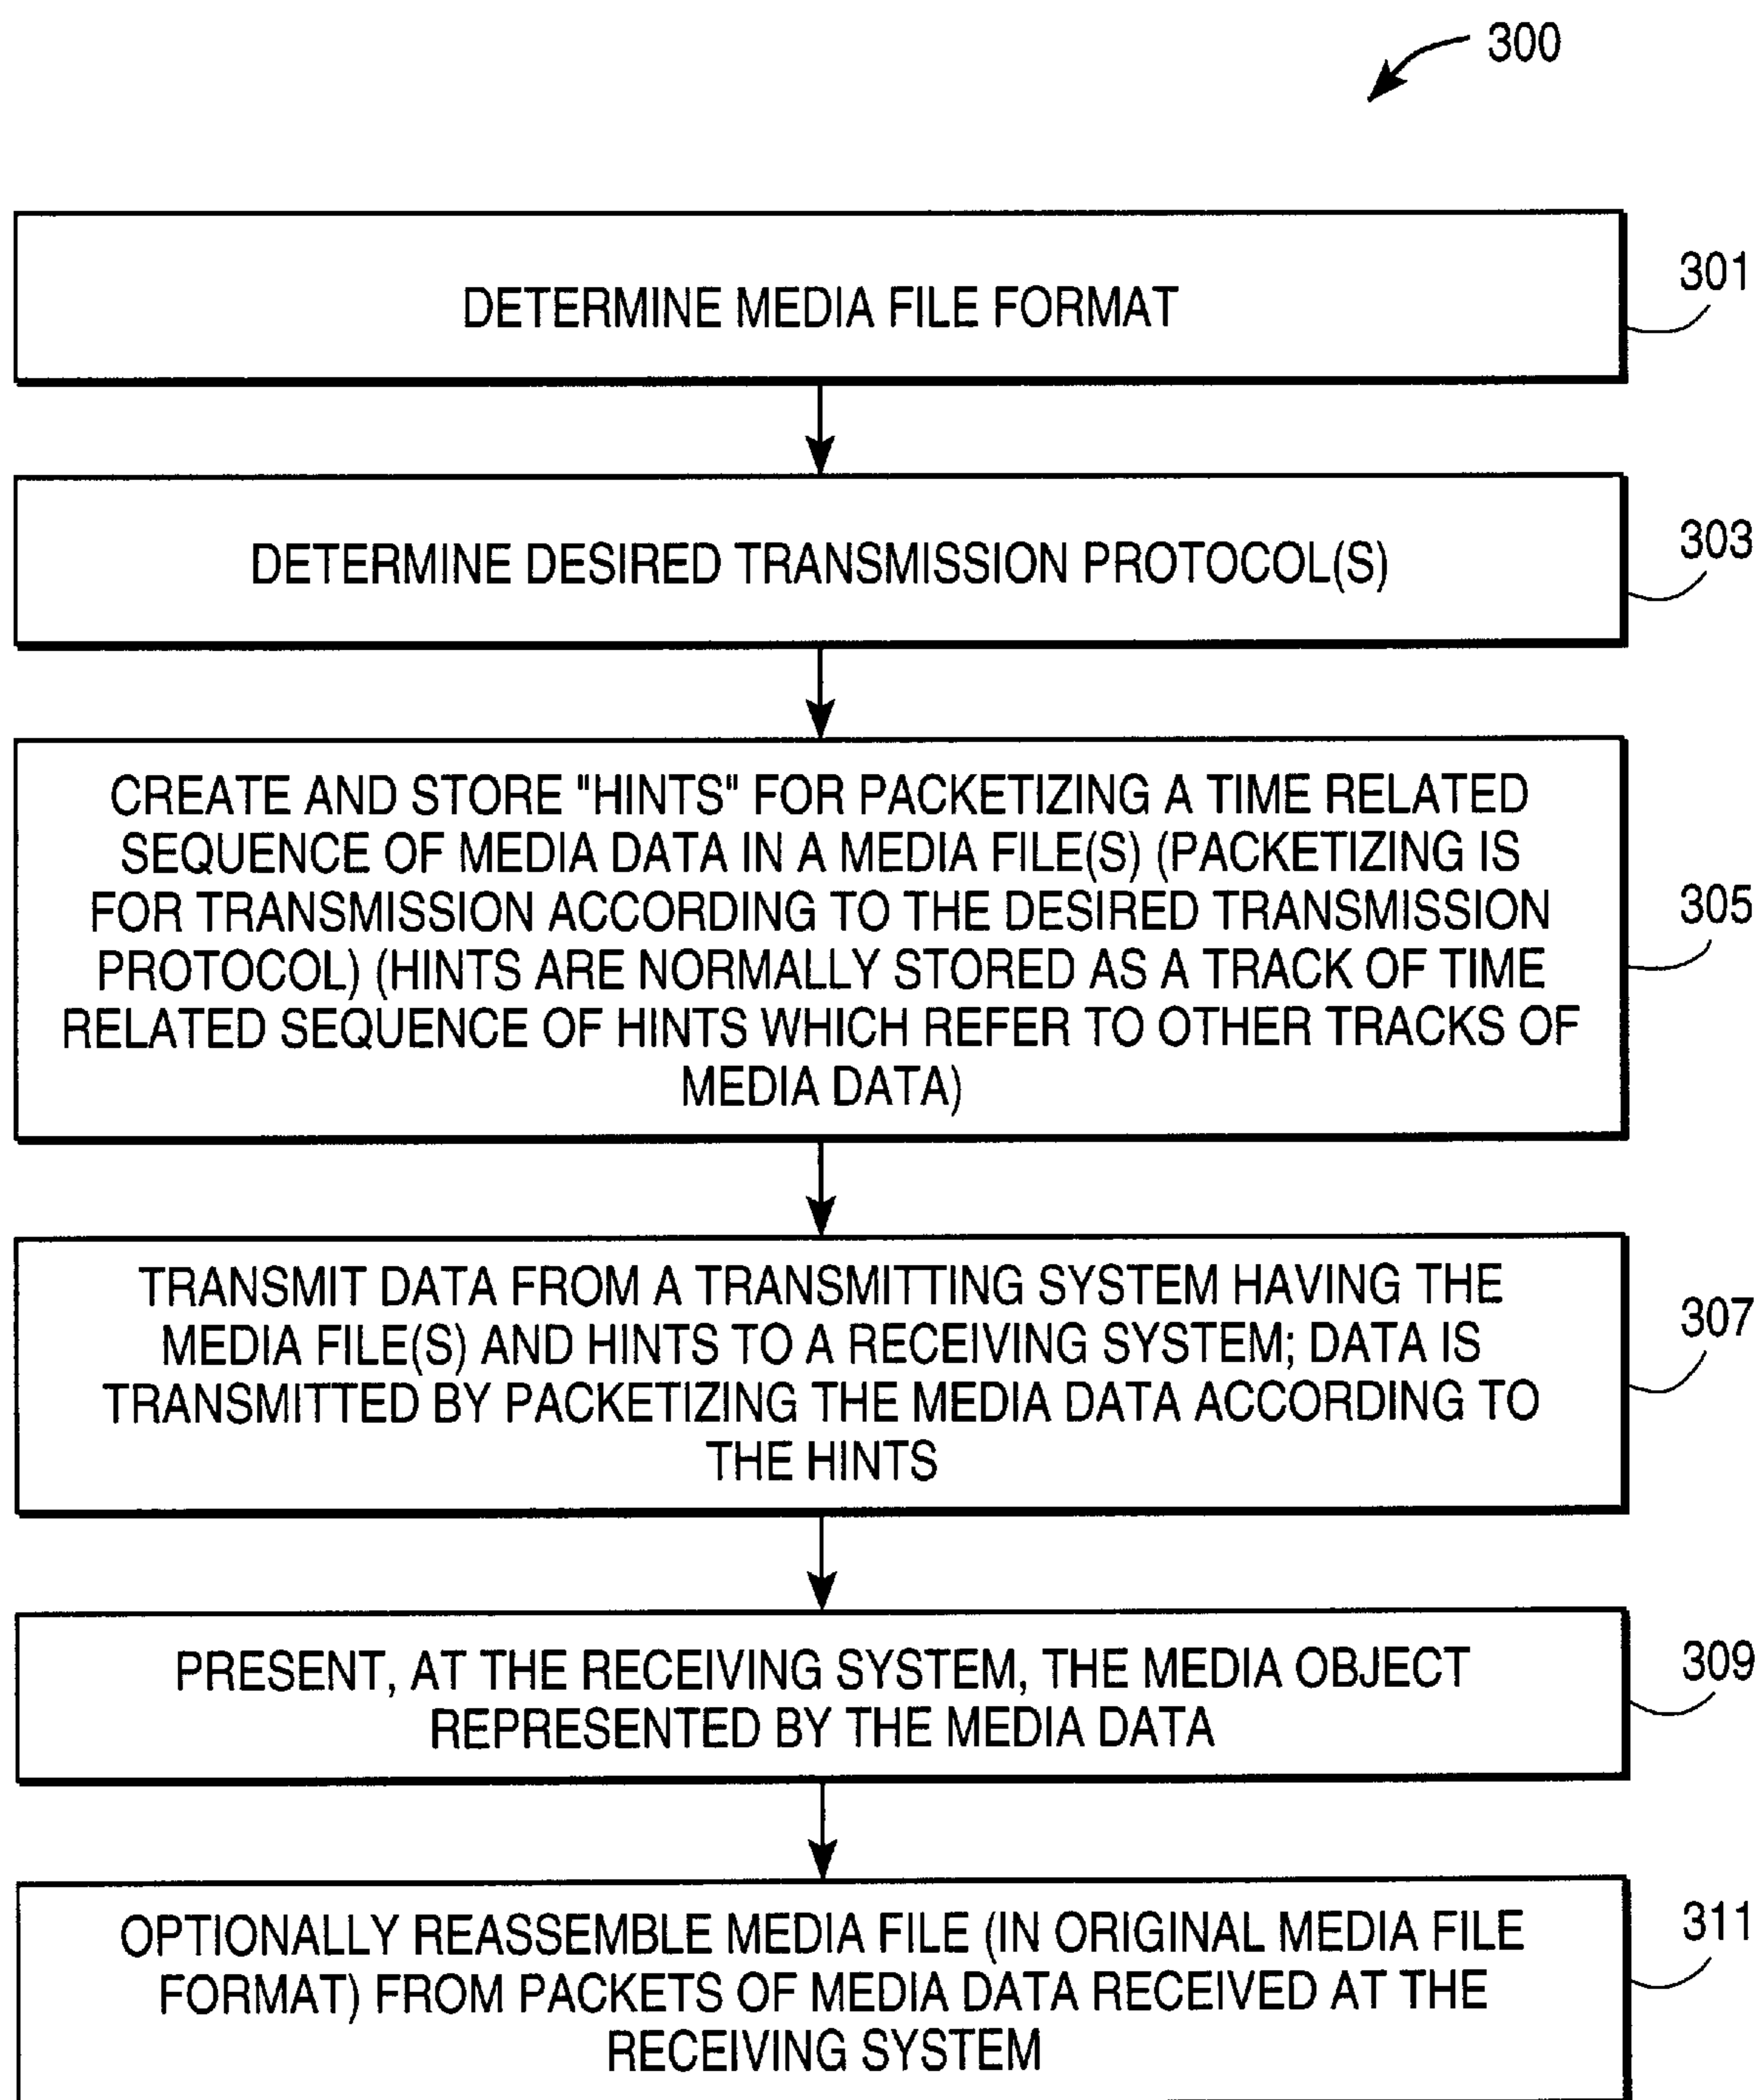 300
DETERMINE MEDIA FILE FORMAT
301
DETERMINE DESIRED TRANSMISSION PROTOCOL(S)
303
CREATE AND STORE "HINTS" FOR PACKETIZING A TIME RELATED
SEQUENCE OF MEDIA DATA IN A MEDIA FILE(S) (PACKETIZING IS
FOR TRANSMISSION ACCORDING TO THE DESIRED TRANSMISSION
PROTOCOL) (HINTS ARE NORMALLY STORED AS A TRACK OF TIME
RELATED SEQUENCE OF HINTS WHICH REFER TO OTHER TRACKS OF
MEDIA DATA)
305
TRANSMIT DATA FROM A TRANSMITTING SYSTEM HAVING THE
MEDIA FILE(S) AND HINTS TO A RECEIVING SYSTEM; DATA IS
TRANSMITTED BY PACKETIZING THE MEDIA DATA ACCORDING TO
THE HINTS
307
PRESENT, AT THE RECEIVING SYSTEM, THE MEDIA OBJECT
REPRESENTED BY THE MEDIA DATA
309
OPTIONALLY REASSEMBLE MEDIA FILE (IN ORIGINAL MEDIA FILE
FORMAT) FROM PACKETS OF MEDIA DATA RECEIVED AT THE
RECEIVING SYSTEM
311